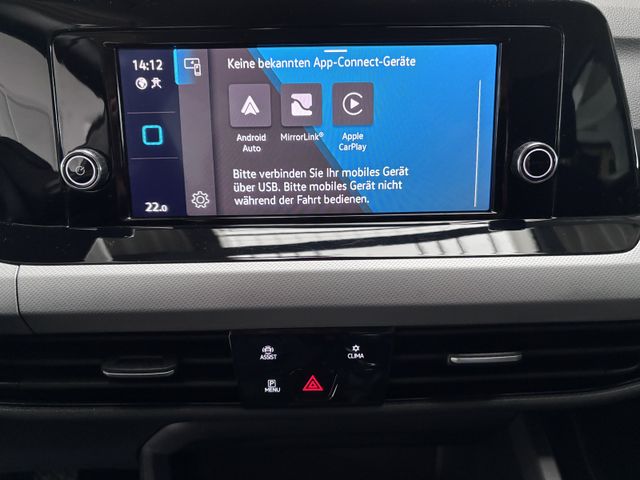 14:12
Keine bekannten App-Connect-Geräte
Android
Auto
MirrorLink®
Apple
CarPlay
Bitte verbinden Sie Ihr mobiles Gerät
über USB. Bitte mobiles Gerät nicht
während der Fahrt bedienen.
22.0
ASSIST
CLIMA
P
MENU